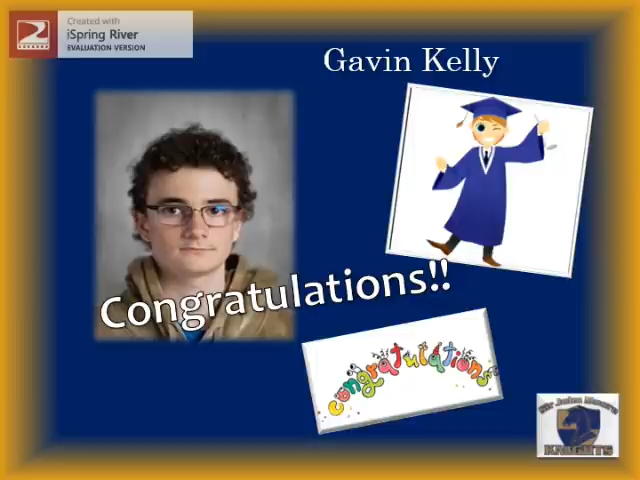 Created with
iSpring River
EVALUATION VERSION
Gavin Kelly
Congratulations!!
congratulations
KNIGHTS